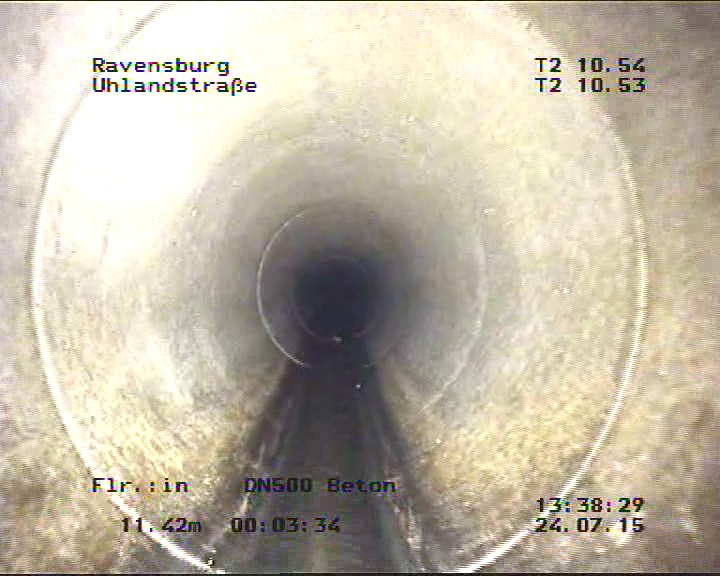 Ravensburg
Uhlandstraße
T2 10.54
T2 10.53
Flr.:in DN500 Beton
11.42m 00:03:34
13:38:29
24.07.15